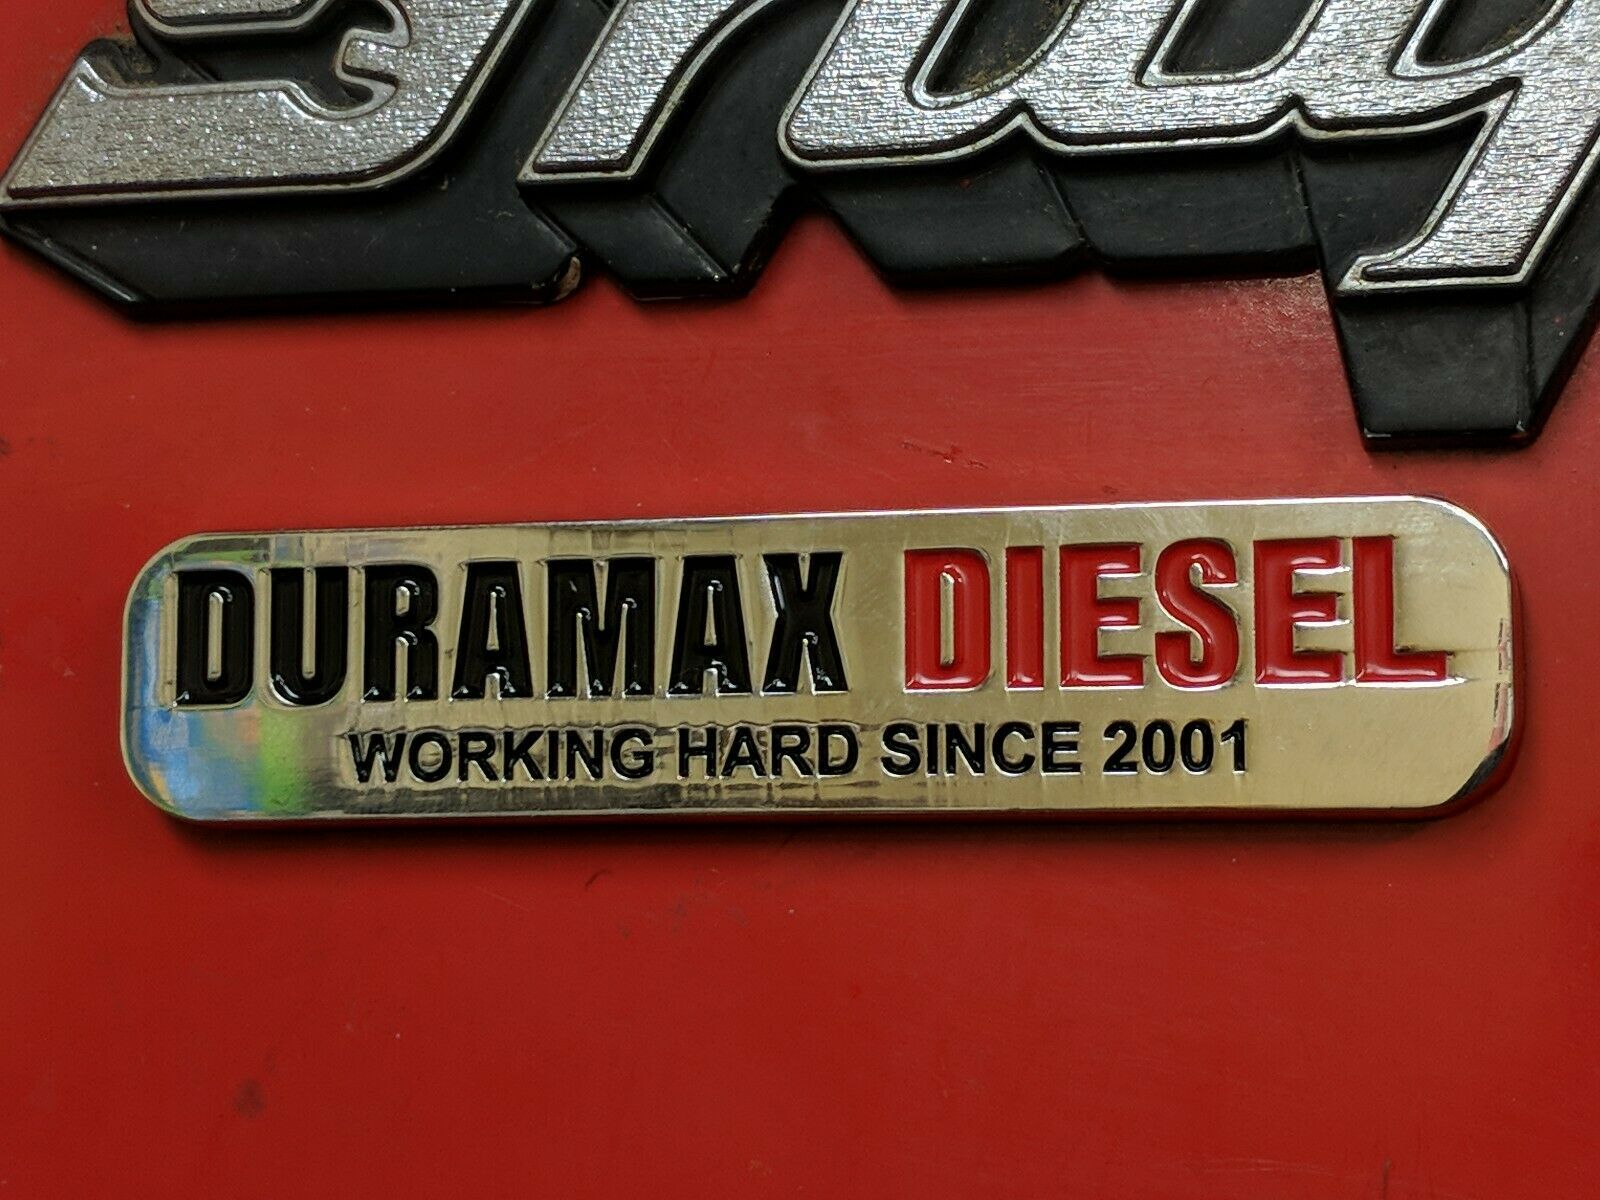 DURAMAX DIESEL
WORKING HARD SINCE 2001